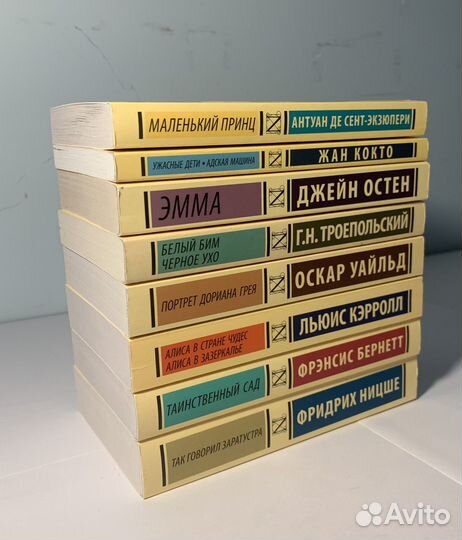 МАЛЕНЬКИЙ ПРИНЦ АНТУАН ДЕ СЕНТ-ЭКЗЮПЕРИ
УЖАСНЫЕ ДЕТИ • АДСКАЯ МАШИНА ЖАН КОКТО
ЭММА ДЖЕЙН ОСТЕН
БЕЛЫЙ БИМ
ЧЕРНОЕ УХО
Г.Н. ТРОЕПОЛЬСКИЙ
ПОРТРЕТ ДОРИАНА ГРЕЯ ОСКАР УАЙЛЬД
АЛИСА В СТРАНЕ ЧУДЕС
АЛИСА В ЗАЗЕРКАЛЬЕ
ЛЬЮИС КЭРРОЛЛ
ТАИНСТВЕННЫЙ САД ФРЭНСИС БЕРНЕТТ
ТАК ГОВОРИЛ ЗАРАТУСТРА ФРИДРИХ НИЦШЕ
Avito